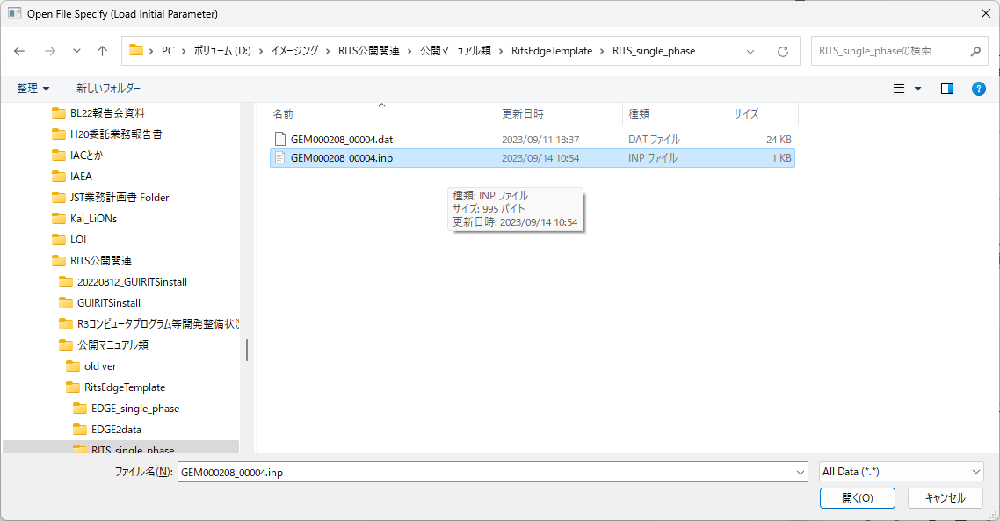 Open File Specify (Load Initial Parameter)
PC > ボリューム (D:) > イメージング > RITS公開関連 > 公開マニュアル類 > RitsEdgeTemplate > RITS_single_phase
RITS_single_phaseの検索
整理 新しいフォルダー
BL22報告会資料
H20委託業務報告書
IACとか
IAEA
JST業務計画書 Folder
Kai_LiONs
LOI
RITS公開関連
20220812_GUIRITSinstall
GUIRITSinstall
R3コンピュータプログラム等開発整備状況
公開マニュアル類
old ver
RitsEdgeTemplate
EDGE_single_phase
EDGE2data
RITS_single_phase
名前 更新日時 種類 サイズ
GEM000208_00004.dat 2023/09/11 18:37 DAT ファイル 24 KB
GEM000208_00004.inp 2023/09/14 10:54 INP ファイル 1 KB
種類: INP ファイル
サイズ: 995 バイト
更新日時: 2023/09/14 10:54
ファイル名(N): GEM000208_00004.inp All Data (*.*)
開く(O) キャンセル